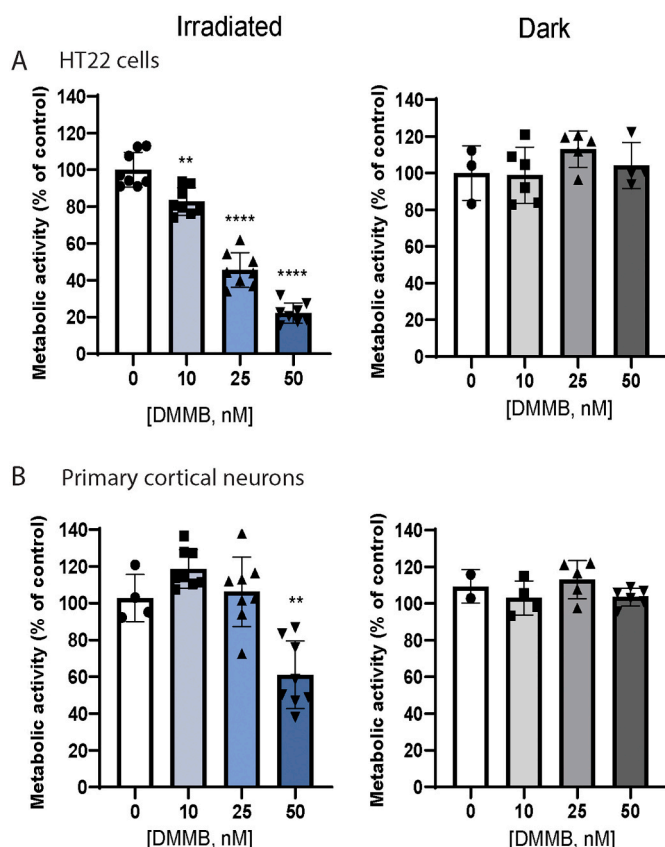 Irradiated
Dark
A HT22 cells
Metabolic activity (% of control)
140
120
100
80
60
40
20
0
**
****
****
0 10 25 50
[DMMB, nM]
Metabolic activity (% of control)
140
120
100
80
60
40
20
0
0 10 25 50
[DMMB, nM]
B Primary cortical neurons
Metabolic activity (% of control)
140
120
100
80
60
40
20
0
**
0 10 25 50
[DMMB, nM]
Metabolic activity (% of control)
140
120
100
80
60
40
20
0
0 10 25 50
[DMMB, nM]